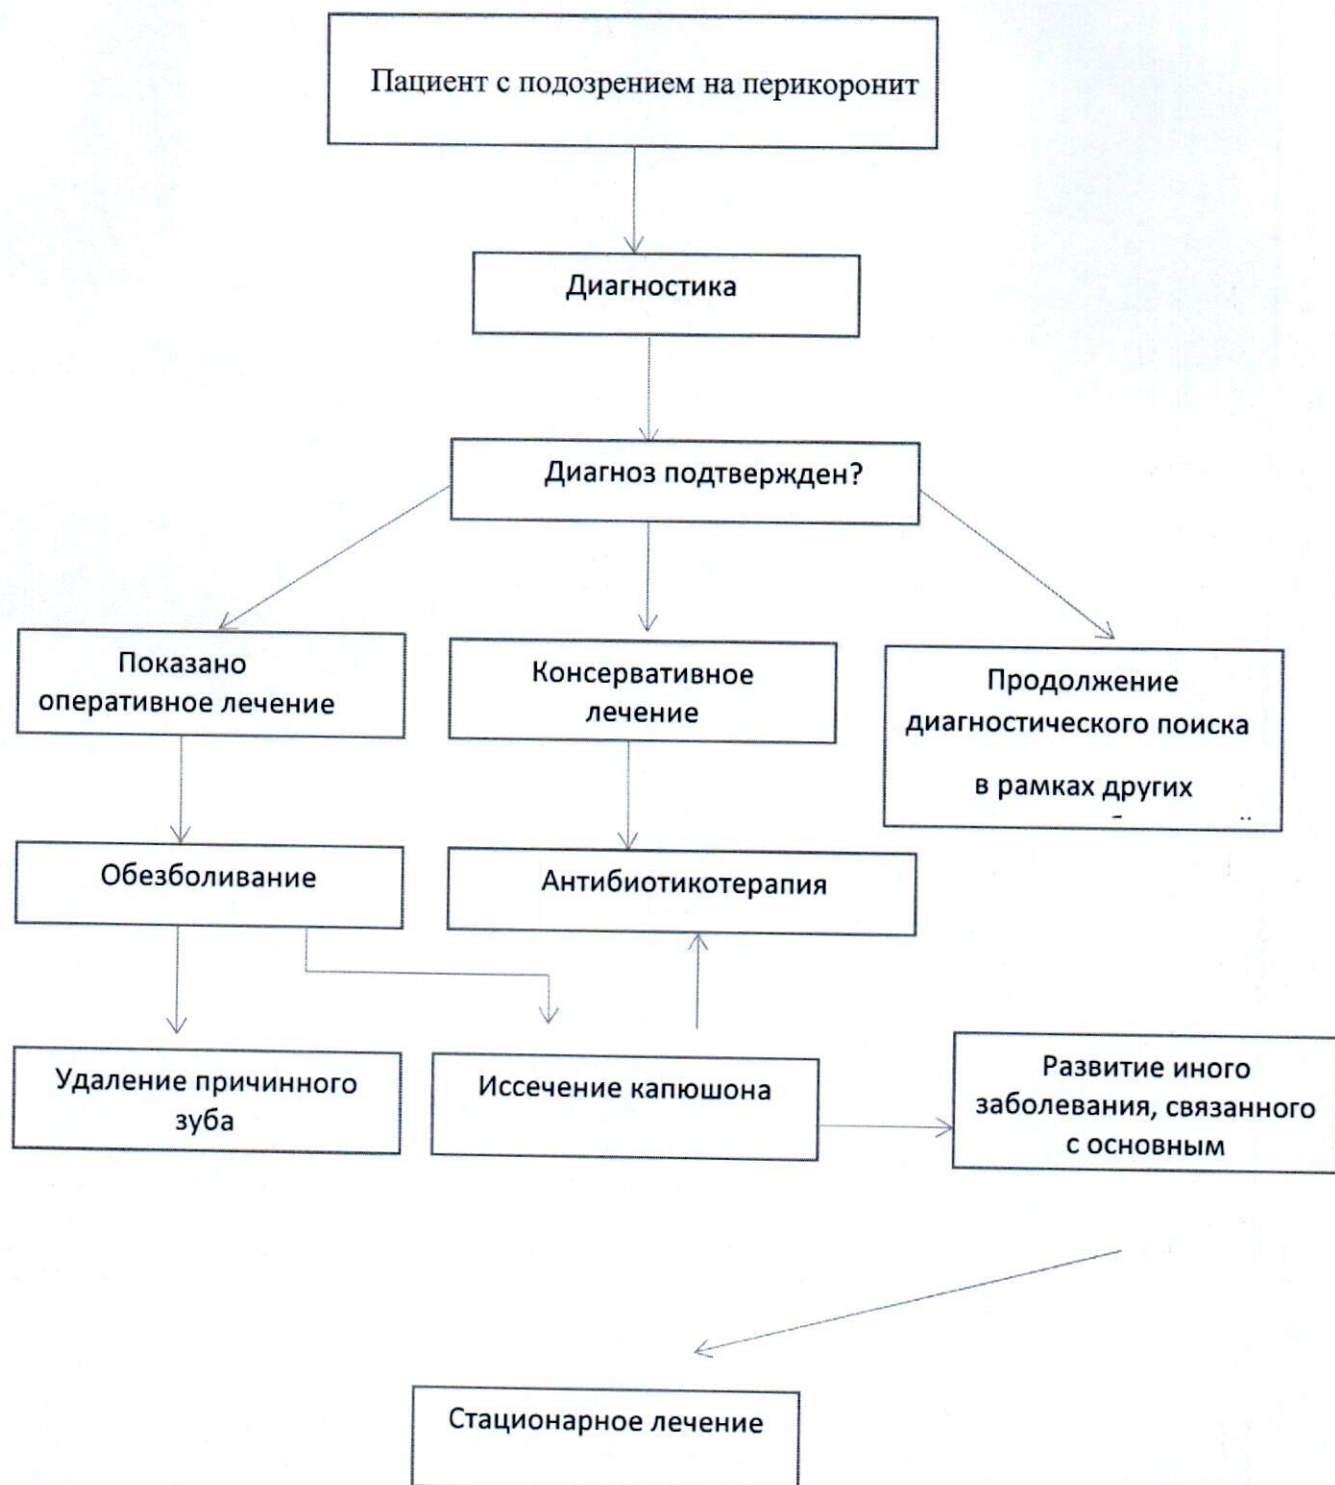 Пациент с подозрением на перикоронит
Диагностика
Диагноз подтвержден?
Показано
оперативное лечение
Консервативное
лечение
Продолжение
диагностического поиска
в рамках других
Обезболивание
Антибиотикотерапия
Удаление причинного
зуба
Иссечение капюшона
Развитие иного
заболевания, связанного
с основным
Стационарное лечение